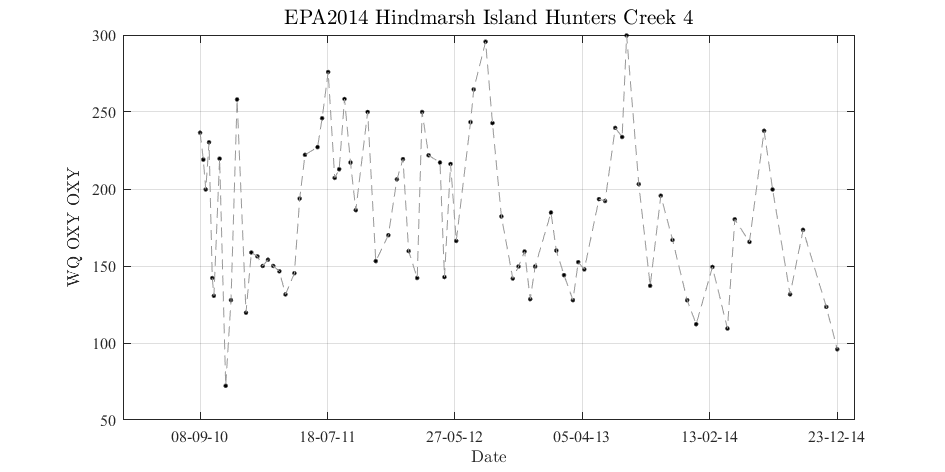 EPA2014 Hindmarsh Island Hunters Creek 4
300
250
200
150
100
50
WQ OXY OXY
08-09-10 18-07-11 27-05-12 05-04-13 13-02-14 23-12-14
Date